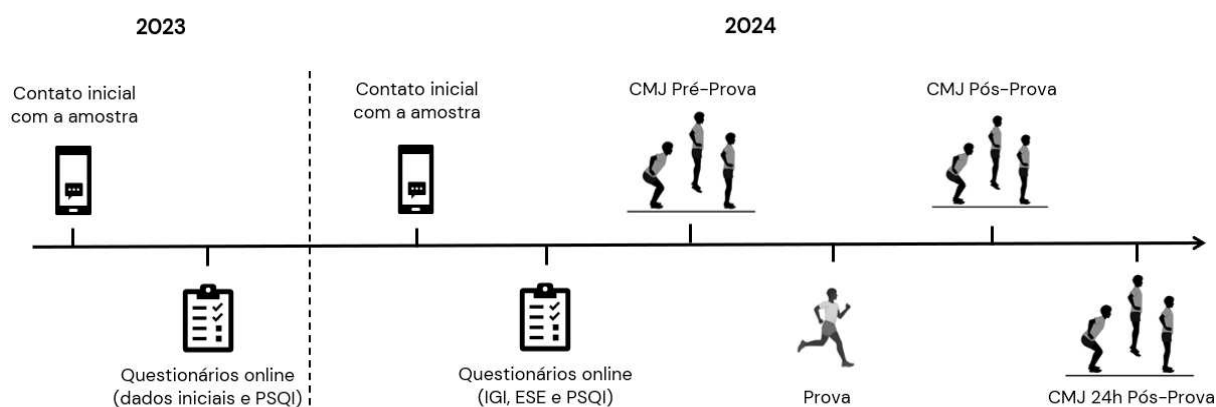 2023
2024
Contato inicial
com a amostra
Contato inicial
com a amostra
CMJ Pré-Prova
CMJ Pós-Prova
Questionários online
(dados iniciais e PSQI)
Questionários online
(IGI, ESE e PSQI)
Prova
CMJ 24h Pós-Prova